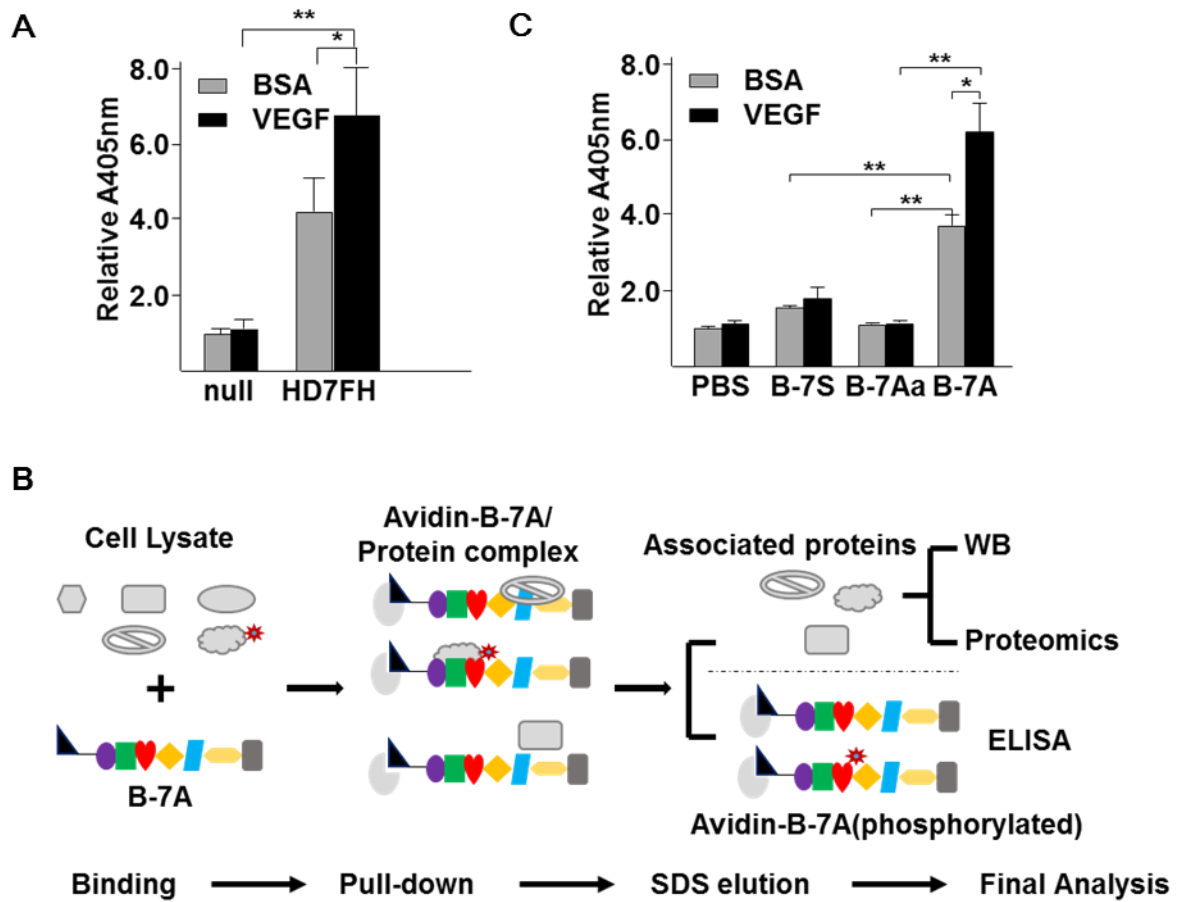 A
**
*
8.0
6.0
4.0
2.0
Relative A405nm
BSA
VEGF
null HD7FH
C
**
*
**
**
8.0
6.0
4.0
2.0
Relative A405nm
BSA
VEGF
PBS B-7S B-7Aa B-7A
B
Cell Lysate
+
B-7A
Avidin-B-7A/
Protein complex
Associated proteins
WB
Proteomics
ELISA
Avidin-B-7A(phosphorylated)
Binding Pull-down SDS elution Final Analysis